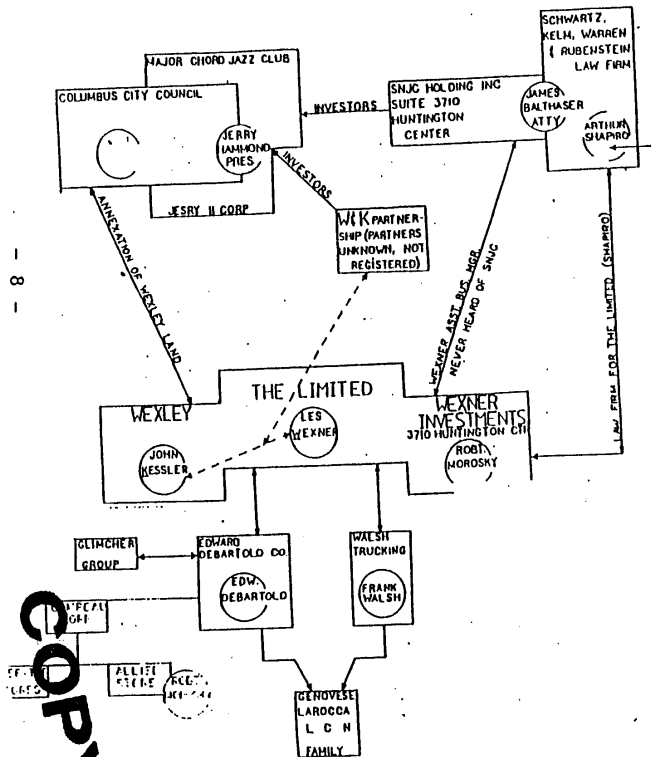 SCHWARTZ,
KELM, WARREN
& RUBENSTEIN
LAW FIRM
MAJOR CHORD JAZZ CLUB
COLUMBUS CITY COUNCIL
JERRY
HAMMOND
PRES.
JESRY II CORP
INVESTORS
SNJC HOLDING INC
SUITE 3710
HUNTINGTON
CENTER
JAMES
BALTHASER
ATTY
ARTHUR
SHAPIRO
INVESTORS
W&K PARTNER-
SHIP (PARTNERS
UNKNOWN, NOT
REGISTERED)
- 8 -
ANNEXATION OF WEXLEY LAND
WEXNER ASST BUS. MGR.
NEVER HEARD OF SNJC
LAW FIRM FOR THE LIMITED (SHAPIRO)
WEXLEY
JOHN
KESSLER
THE LIMITED
LES
WEXNER
WEXNER
INVESTMENTS
3710 HUNTINGTON CTR
ROBT.
MOROSKY
GLIMCHER
GROUP
EDWARD
DEBARTOLD CO.
EDW.
DEBARTOLD
WALSH
TRUCKING
FRANK
WALSH
ALLIED
STORE
GENOVESE
LAROCCA
L C N
FAMILY
COPY